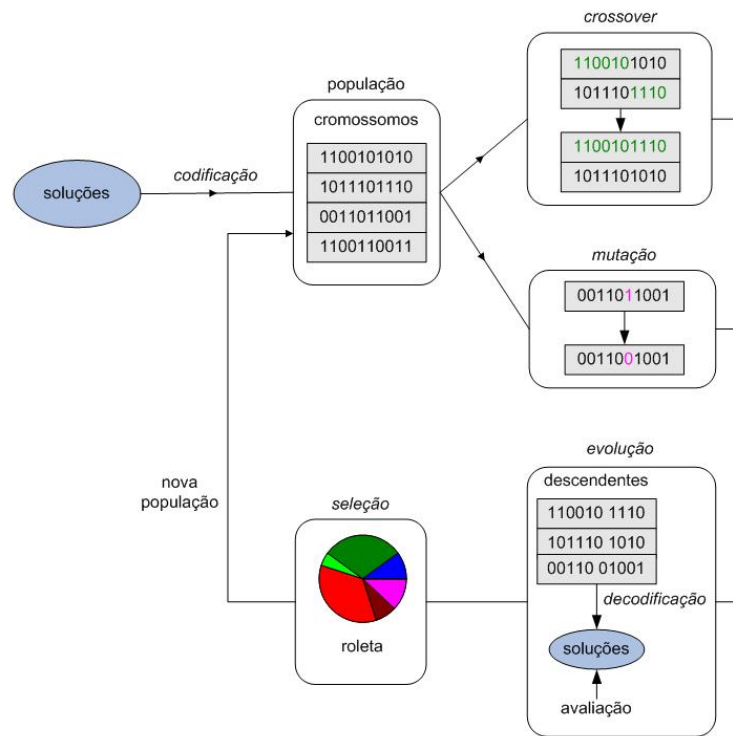 crossover
1100101010
1011101110
1100101110
1011101010
população
cromossomos
1100101010
1011101110
0011011001
1100110011
soluções
codificação
mutação
0011011001
0011001001
evolução
descendentes
110010 1110
101110 1010
00110 01001
decodificação
soluções
avaliação
nova
população
seleção
roleta